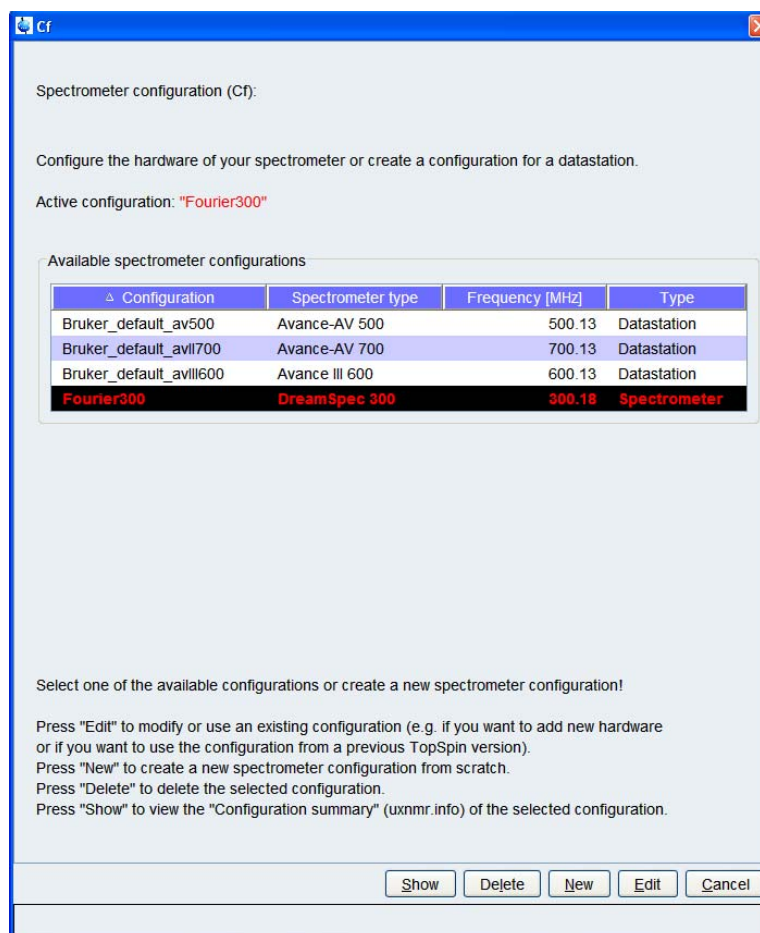 Cf
Spectrometer configuration (Cf):
Configure the hardware of your spectrometer or create a configuration for a datastation.
Active configuration: "Fourier300"
Available spectrometer configurations
Configuration Spectrometer type Frequency [MHz] Type
Bruker_default_av500 Avance-AV 500 500.13 Datastation
Bruker_default_avII700 Avance-AV 700 700.13 Datastation
Bruker_default_avIII600 Avance III 600 600.13 Datastation
Fourier300 DreamSpec 300 300.18 Spectrometer
Select one of the available configurations or create a new spectrometer configuration!
Press "Edit" to modify or use an existing configuration (e.g. if you want to add new hardware
or if you want to use the configuration from a previous TopSpin version).
Press "New" to create a new spectrometer configuration from scratch.
Press "Delete" to delete the selected configuration.
Press "Show" to view the "Configuration summary" (uxnmr.info) of the selected configuration.
Show Delete New Edit Cancel